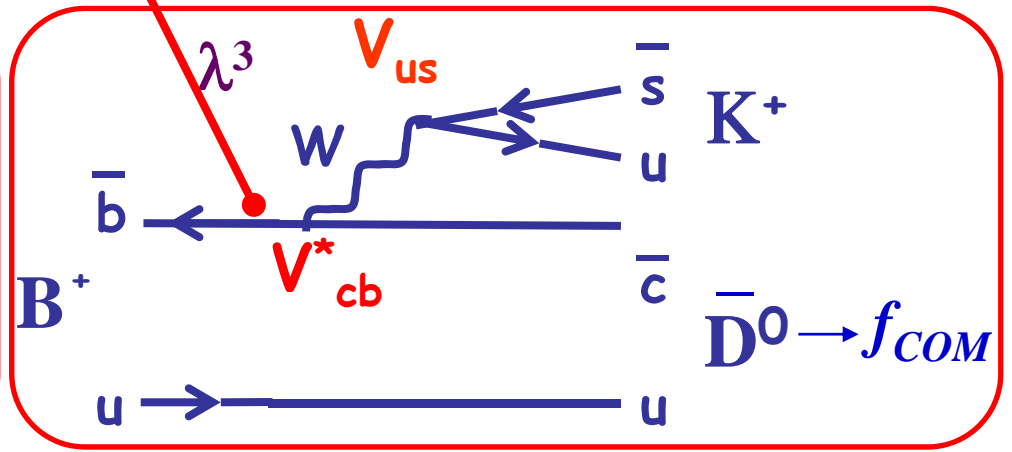 λ³
V_us
s̅
K⁺
W
u
b̅
V*_cb
c̅
B⁺
D̅⁰ → f_COM
u
u